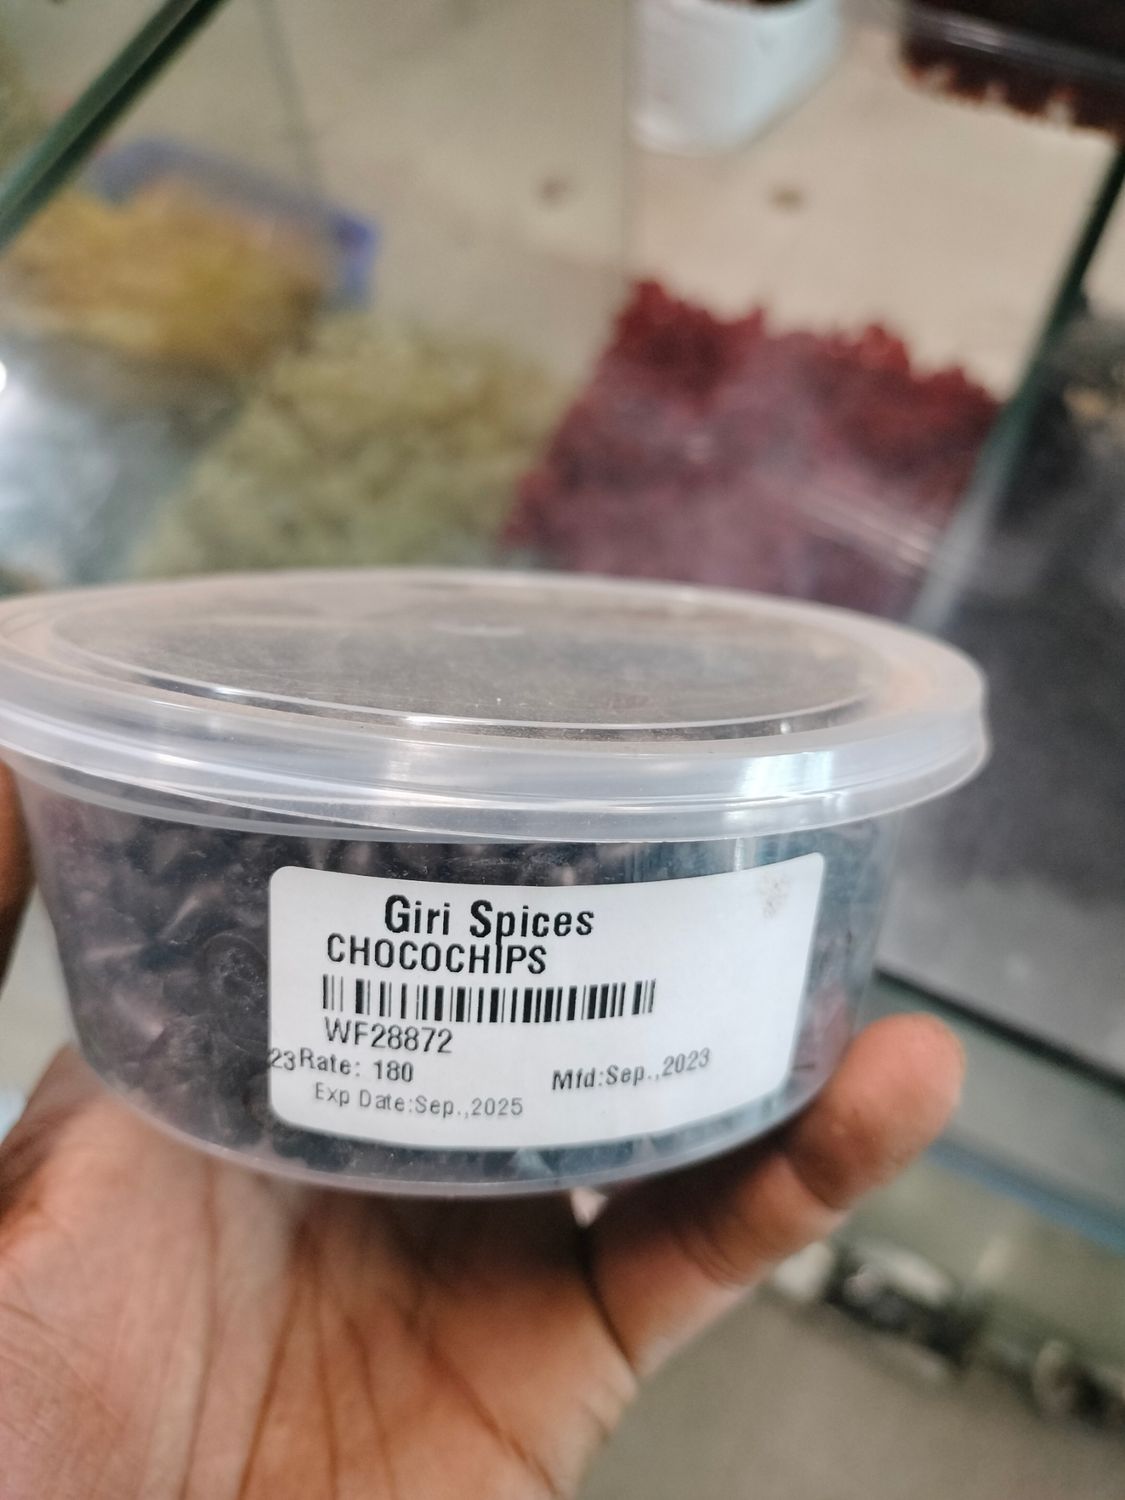 Giri Spices
CHOCOCHIPS
WF28872
23Rate: 180 Mfd:Sep.,2023
Exp Date:Sep.,2025